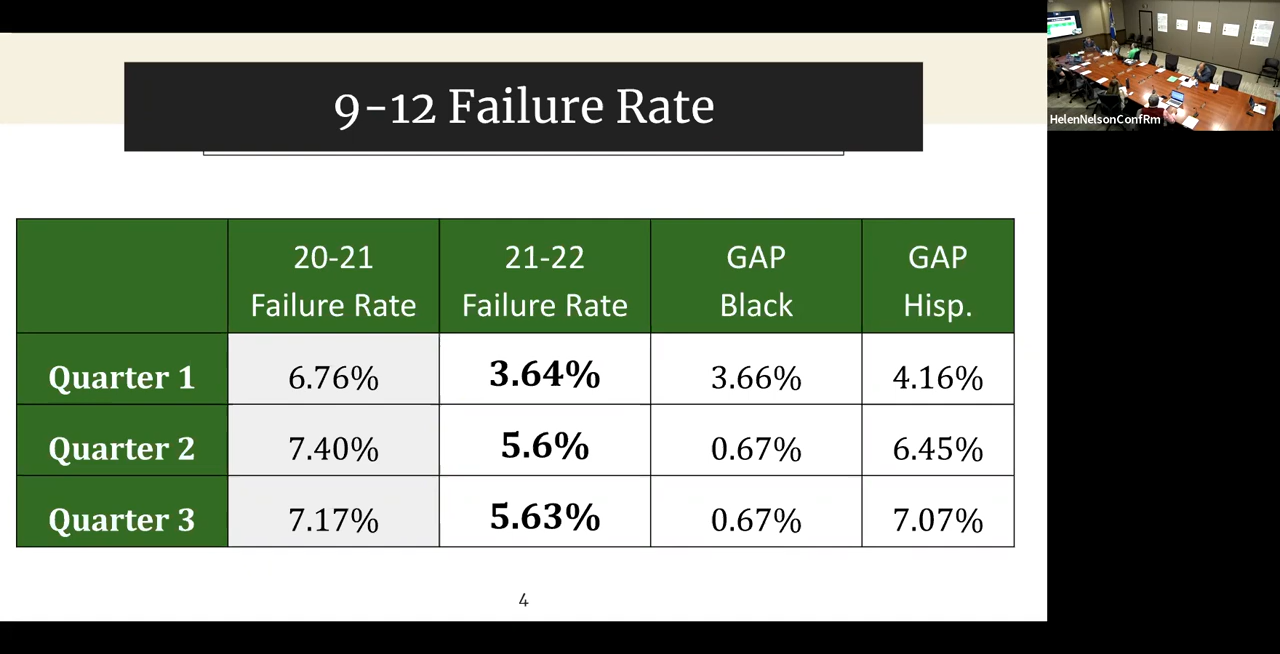 9-12 Failure Rate
20-21 Failure Rate
21-22 Failure Rate
GAP Black
GAP Hisp.
Quarter 1 6.76% 3.64% 3.66% 4.16%
Quarter 2 7.40% 5.6% 0.67% 6.45%
Quarter 3 7.17% 5.63% 0.67% 7.07%
4
HelenNelsonConfRm